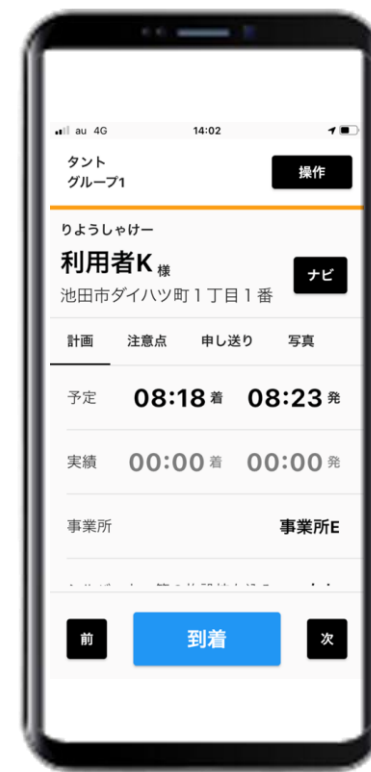 au 4G 14:02
タント
グループ1
操作
りようしゃけー
利用者K 様
ナビ
池田市ダイハツ町1丁目1番
計画 注意点 申し送り 写真
予定 08:18 着 08:23 発
実績 00:00 着 00:00 発
事業所 事業所E
前 到着 次